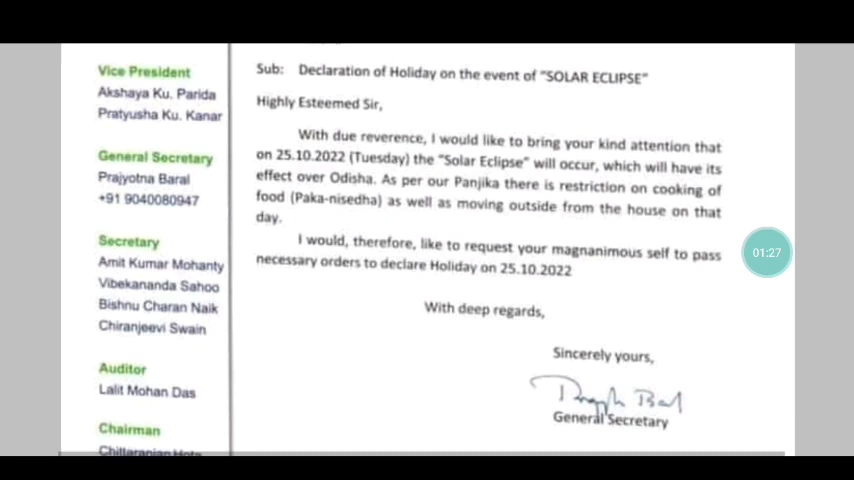 Vice President
Akshaya Ku. Parida
Pratyusha Ku. Kanar
General Secretary
Prajyotna Baral
+91 9040080947
Secretary
Amit Kumar Mohanty
Vibekananda Sahoo
Bishnu Charan Naik
Chiranjeevi Swain
Auditor
Lalit Mohan Das
Chairman
Chittaranjan
Sub: Declaration of Holiday on the event of "SOLAR ECLIPSE"
Highly Esteemed Sir,
With due reverence, I would like to bring your kind attention that
on 25.10.2022 (Tuesday) the "Solar Eclipse" will occur, which will have its
effect over Odisha. As per our Panjika there is restriction on cooking of
food (Paka-nisedha) as well as moving outside from the house on that
day.
I would, therefore, like to request your magnanimous self to pass
necessary orders to declare Holiday on 25.10.2022
With deep regards,
Sincerely yours,
General Secretary
01:27